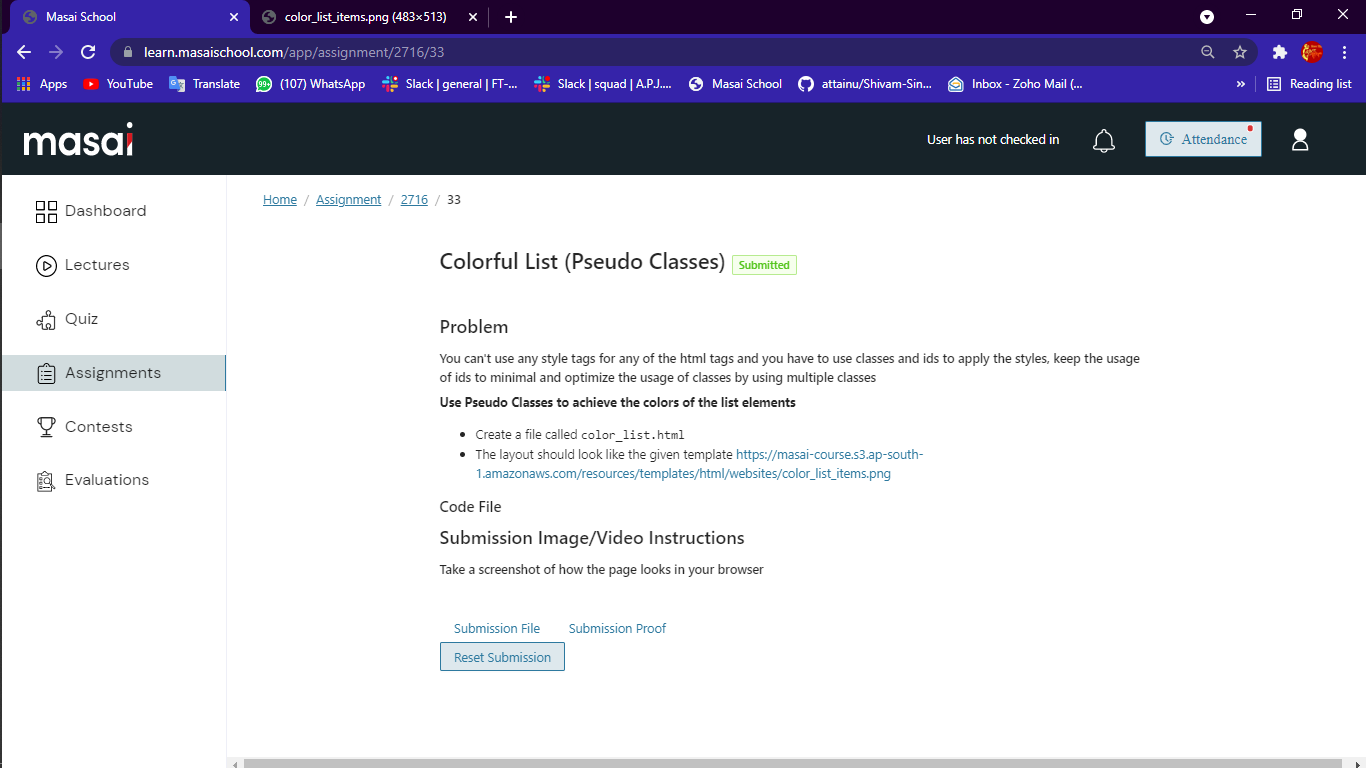 Masai School
color_list_items.png (483×513)
learn.masaischool.com/app/assignment/2716/33
Apps
YouTube
Translate
99+
(107) WhatsApp
Slack | general | FT-...
Slack | squad | A.P.J....
Masai School
attainu/Shivam-Sin...
Inbox - Zoho Mail (...
»
Reading list
masai
User has not checked in
Attendance
Dashboard
Lectures
Quiz
Assignments
Contests
Evaluations
Home / Assignment / 2716 / 33
Colorful List (Pseudo Classes) Submitted
Problem
You can't use any style tags for any of the html tags and you have to use classes and ids to apply the styles, keep the usage
of ids to minimal and optimize the usage of classes by using multiple classes
Use Pseudo Classes to achieve the colors of the list elements
• Create a file called color_list.html
• The layout should look like the given template https://masai-course.s3.ap-south-
1.amazonaws.com/resources/templates/html/websites/color_list_items.png
Code File
Submission Image/Video Instructions
Take a screenshot of how the page looks in your browser
Submission File Submission Proof
Reset Submission